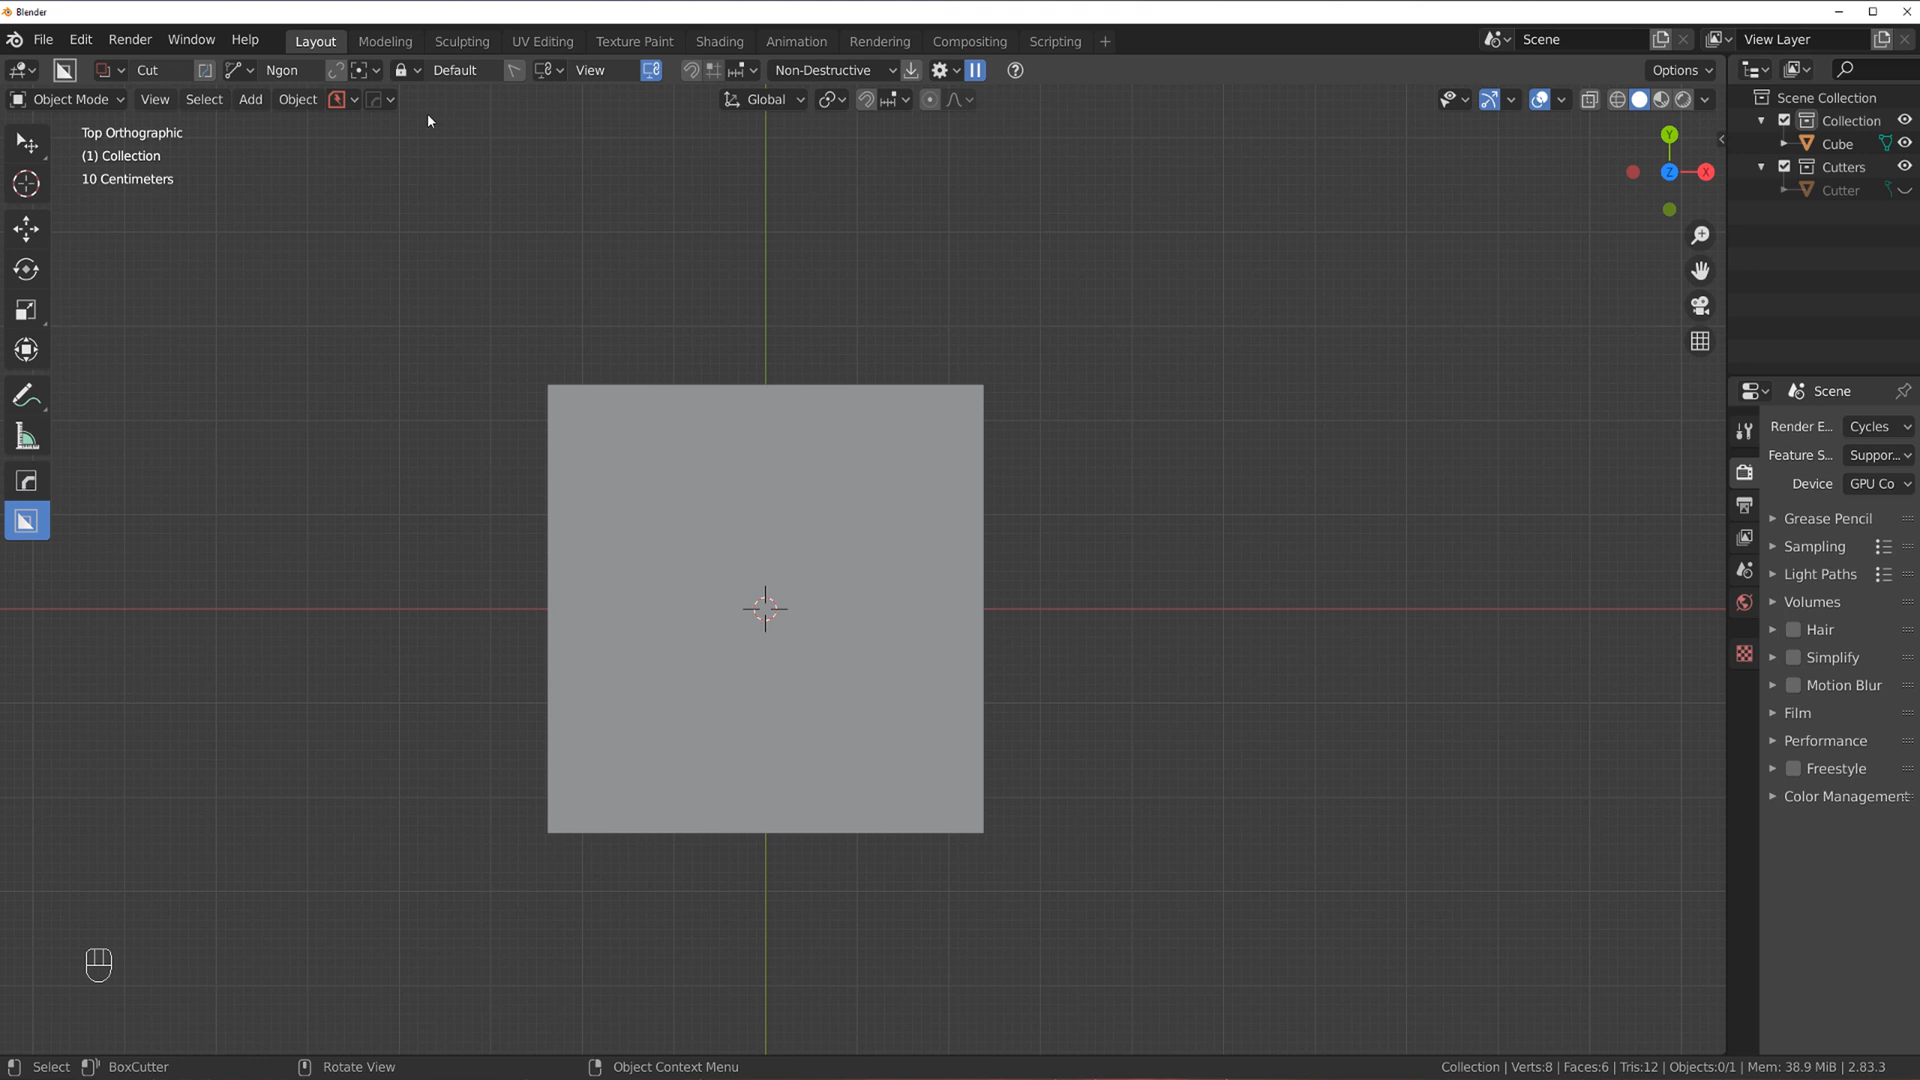 Blender
File Edit Render Window Help Layout Modeling Sculpting UV Editing Texture Paint Shading Animation Rendering Compositing Scripting + Scene View Layer
Cut Ngon Default View Non-Destructive Options
Object Mode View Select Add Object Global
Scene Collection
Collection
Cube
Cutters
Cutter
Top Orthographic
(1) Collection
10 Centimeters
Y
Z
X
Scene
Render E... Cycles
Feature S... Suppor...
Device GPU Co
Grease Pencil
Sampling
Light Paths
Volumes
Hair
Simplify
Motion Blur
Film
Performance
Freestyle
Color Management
Select BoxCutter Rotate View Object Context Menu Collection | Verts:8 | Faces:6 | Tris:12 | Objects:0/1 | Mem: 38.9 MiB | 2.83.3